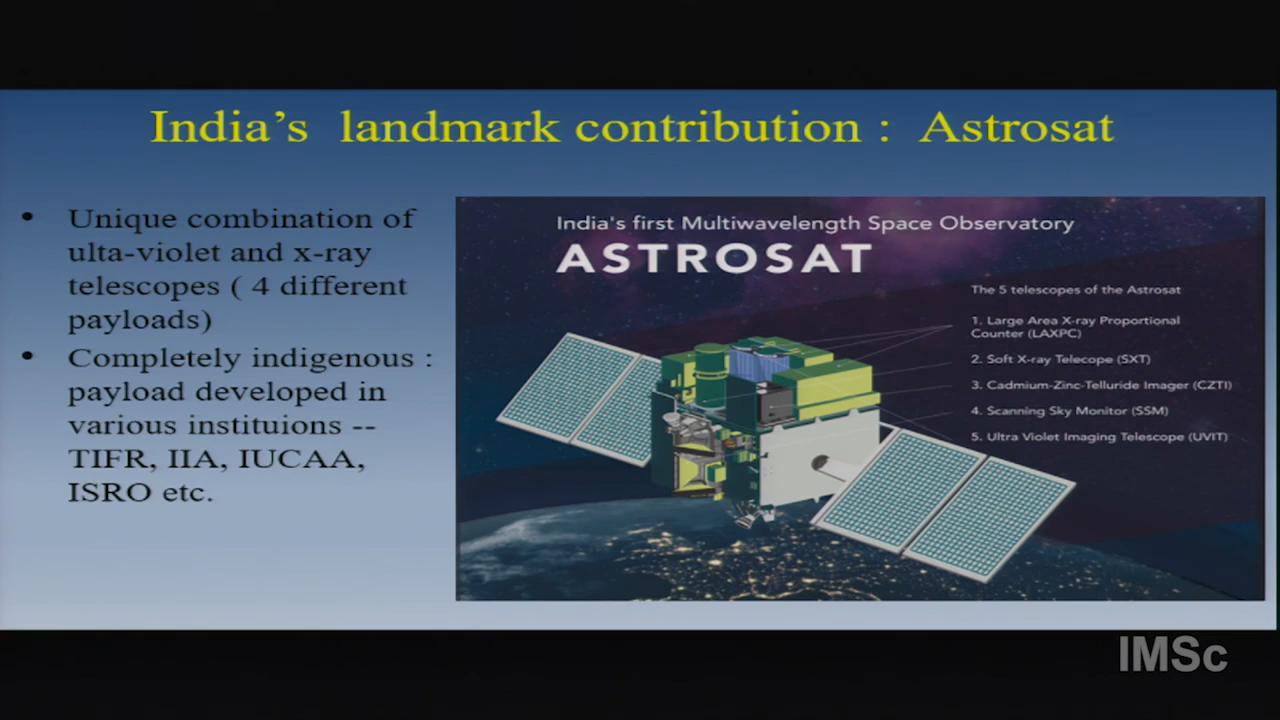 India's landmark contribution : Astrosat
• Unique combination of
ulta-violet and x-ray
telescopes ( 4 different
payloads)
• Completely indigenous :
payload developed in
various instituions --
TIFR, IIA, IUCAA,
ISRO etc.
India's first Multiwavelength Space Observatory
ASTROSAT
The 5 telescopes of the Astrosat
1. Large Area X-ray Proportional
Counter (LAXPC)
2. Soft X-ray Telecope (SXT)
3. Cadmium-Zinc-Telluride Imager (CZTI)
4. Scanning Sky Monitor (SSM)
5. Ultra Violet Imaging Telescope (UVIT)
IMSc